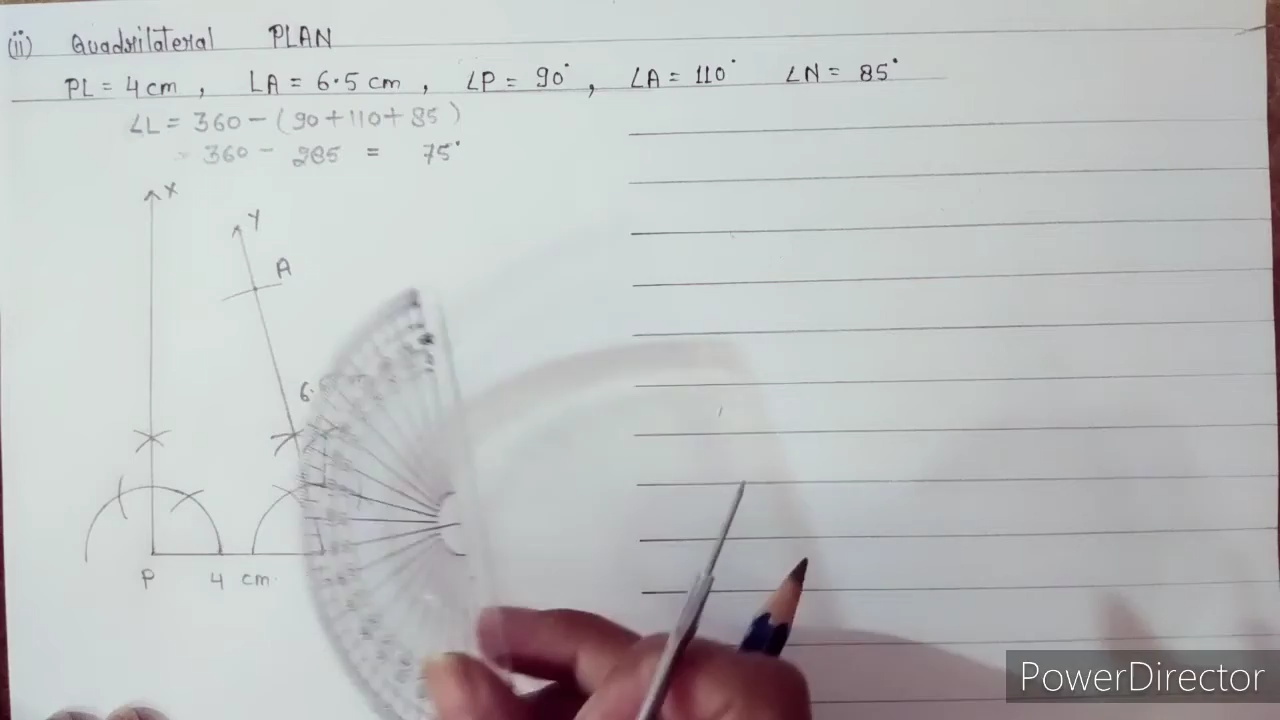 (ii) Quadrilateral PLAN
PL = 4 cm , LA = 6.5 cm , ∠P = 90° , ∠A = 110° ∠N = 85°
∠L = 360 - (90+110+85)
= 360 - 285 = 75°
X
Y
A
6.
P 4 cm
PowerDirector